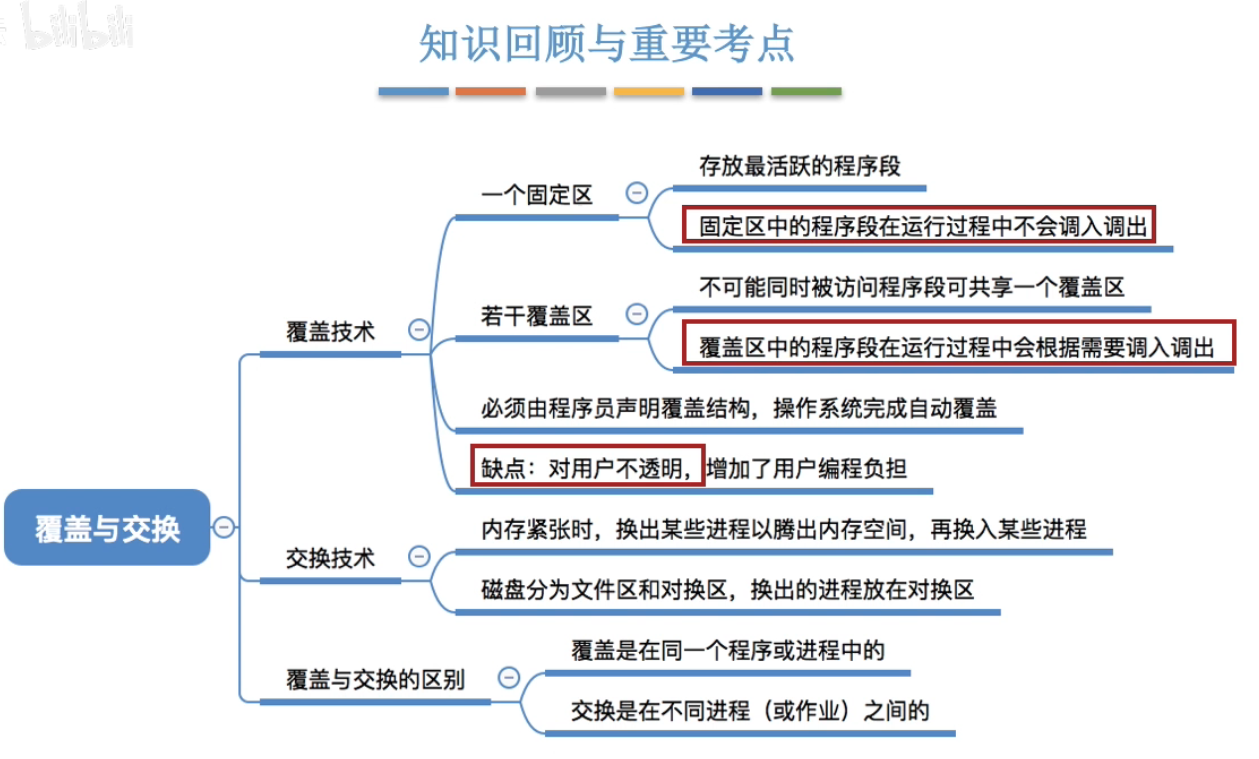 bilibili
知识回顾与重要考点
存放最活跃的程序段
一个固定区
固定区中的程序段在运行过程中不会调入调出
不可能同时被访问程序段可共享一个覆盖区
若干覆盖区
覆盖技术
覆盖区中的程序段在运行过程中会根据需要调入调出
必须由程序员声明覆盖结构，操作系统完成自动覆盖
缺点：对用户不透明，增加了用户编程负担
覆盖与交换
内存紧张时，换出某些进程以腾出内存空间，再换入某些进程
交换技术
磁盘分为文件区和对换区，换出的进程放在对换区
覆盖是在同一个程序或进程中的
覆盖与交换的区别
交换是在不同进程（或作业）之间的